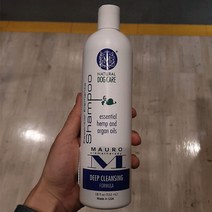 NATURAL
DOG CARE
Shampoo
essential
hemp and
argan oils
MAURO
M
DEEP CLEANSING
FORMULA
Made in USA